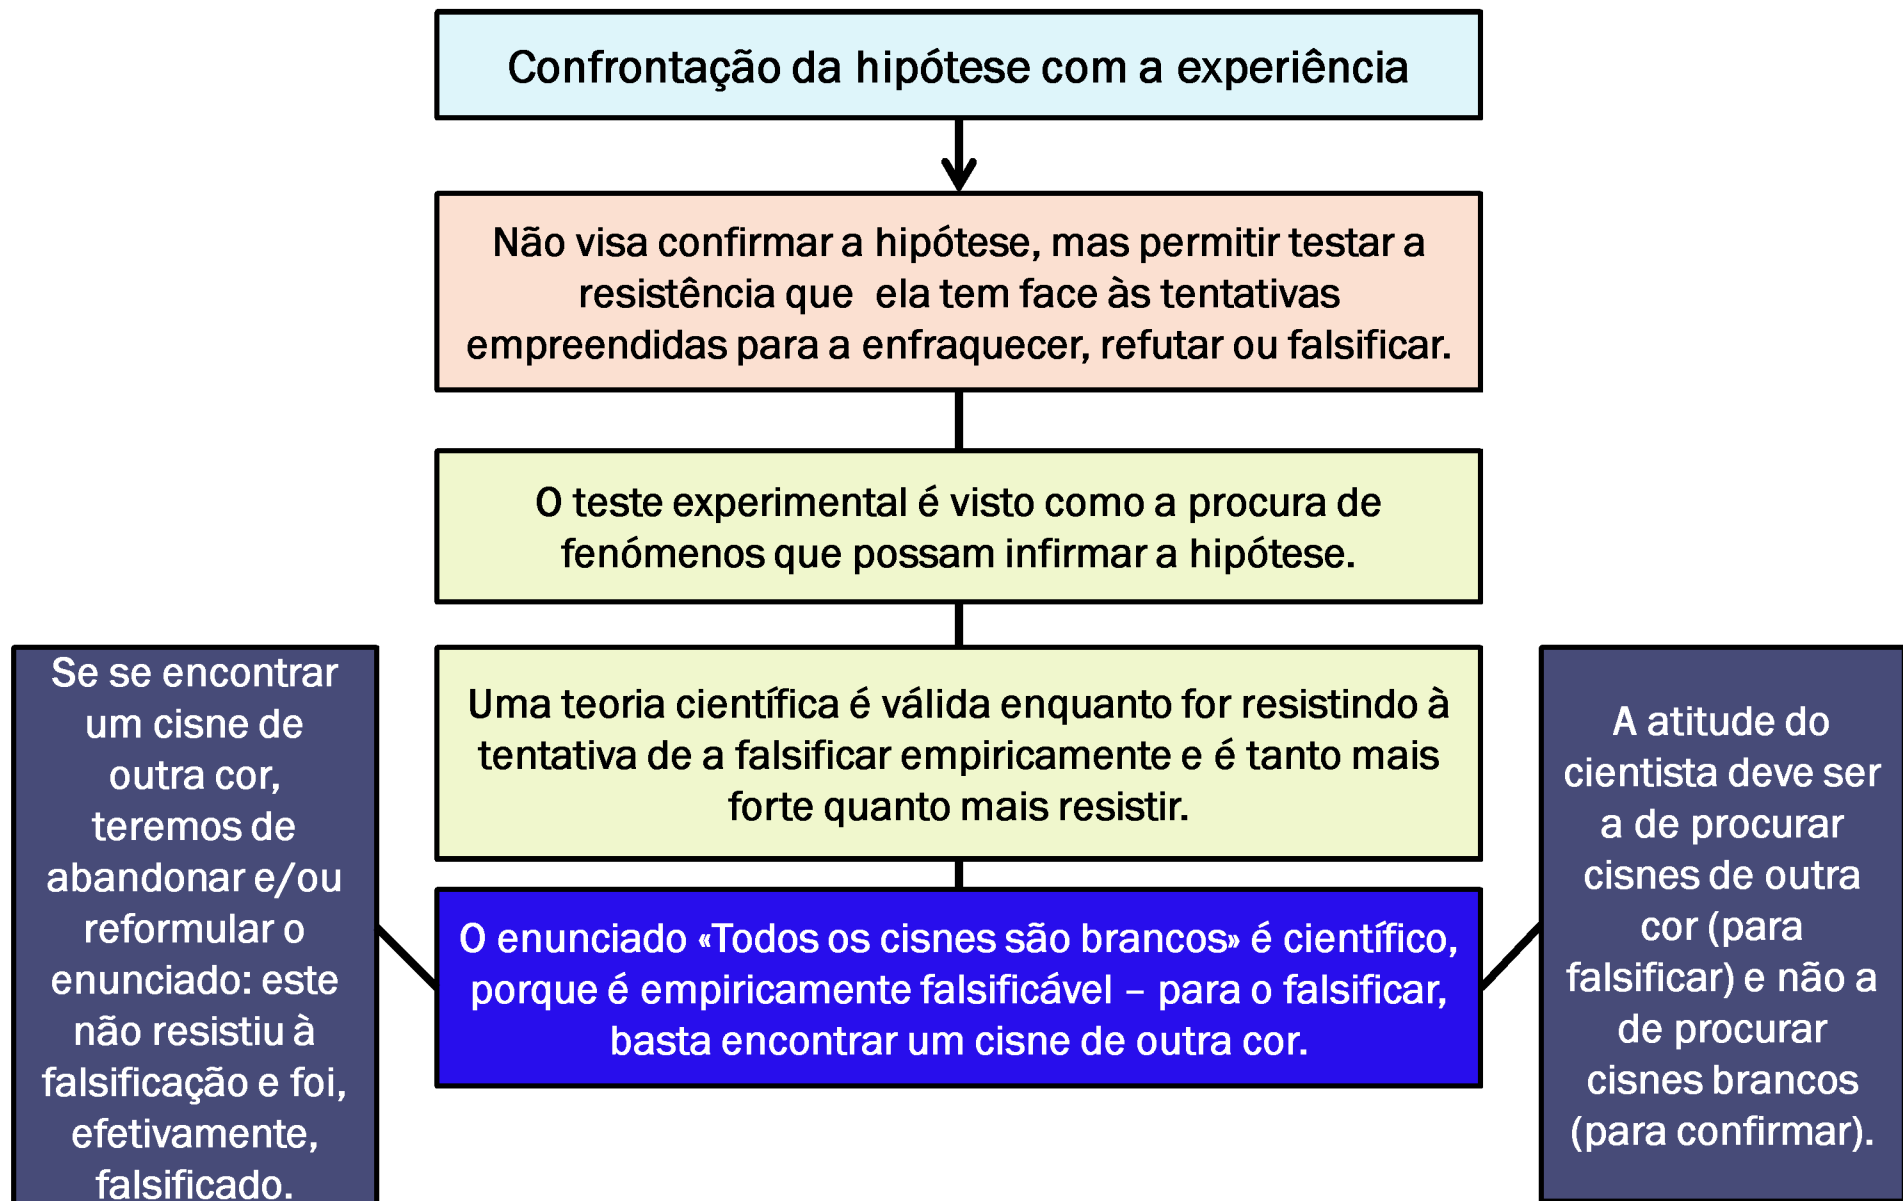 Confrontação da hipótese com a experiência
Não visa confirmar a hipótese, mas permitir testar a
resistência que ela tem face às tentativas
empreendidas para a enfraquecer, refutar ou falsificar.
O teste experimental é visto como a procura de
fenómenos que possam infirmar a hipótese.
Uma teoria científica é válida enquanto for resistindo à
tentativa de a falsificar empiricamente e é tanto mais
forte quanto mais resistir.
O enunciado «Todos os cisnes são brancos» é científico,
porque é empiricamente falsificável – para o falsificar,
basta encontrar um cisne de outra cor.
Se se encontrar
um cisne de
outra cor,
teremos de
abandonar e/ou
reformular o
enunciado: este
não resistiu à
falsificação e foi,
efetivamente,
falsificado.
A atitude do
cientista deve ser
a de procurar
cisnes de outra
cor (para
falsificar) e não a
de procurar
cisnes brancos
(para confirmar).